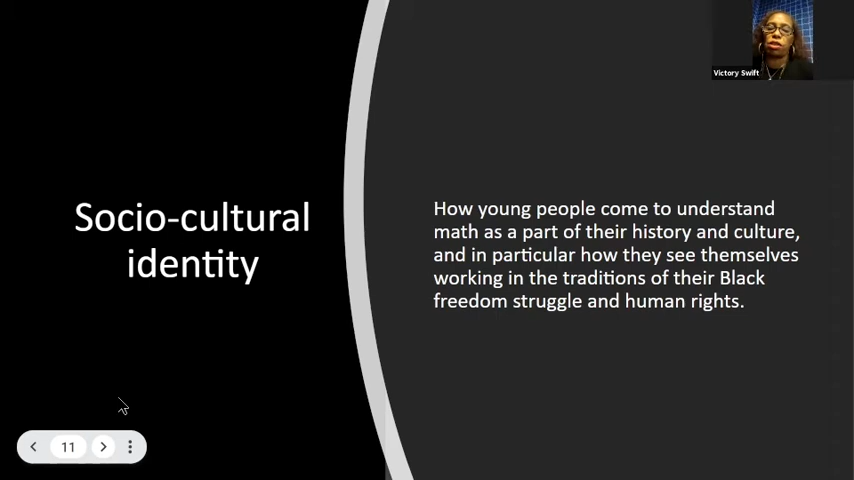 Victory Swift
Socio-cultural
identity
How young people come to understand
math as a part of their history and culture,
and in particular how they see themselves
working in the traditions of their Black
freedom struggle and human rights.
11